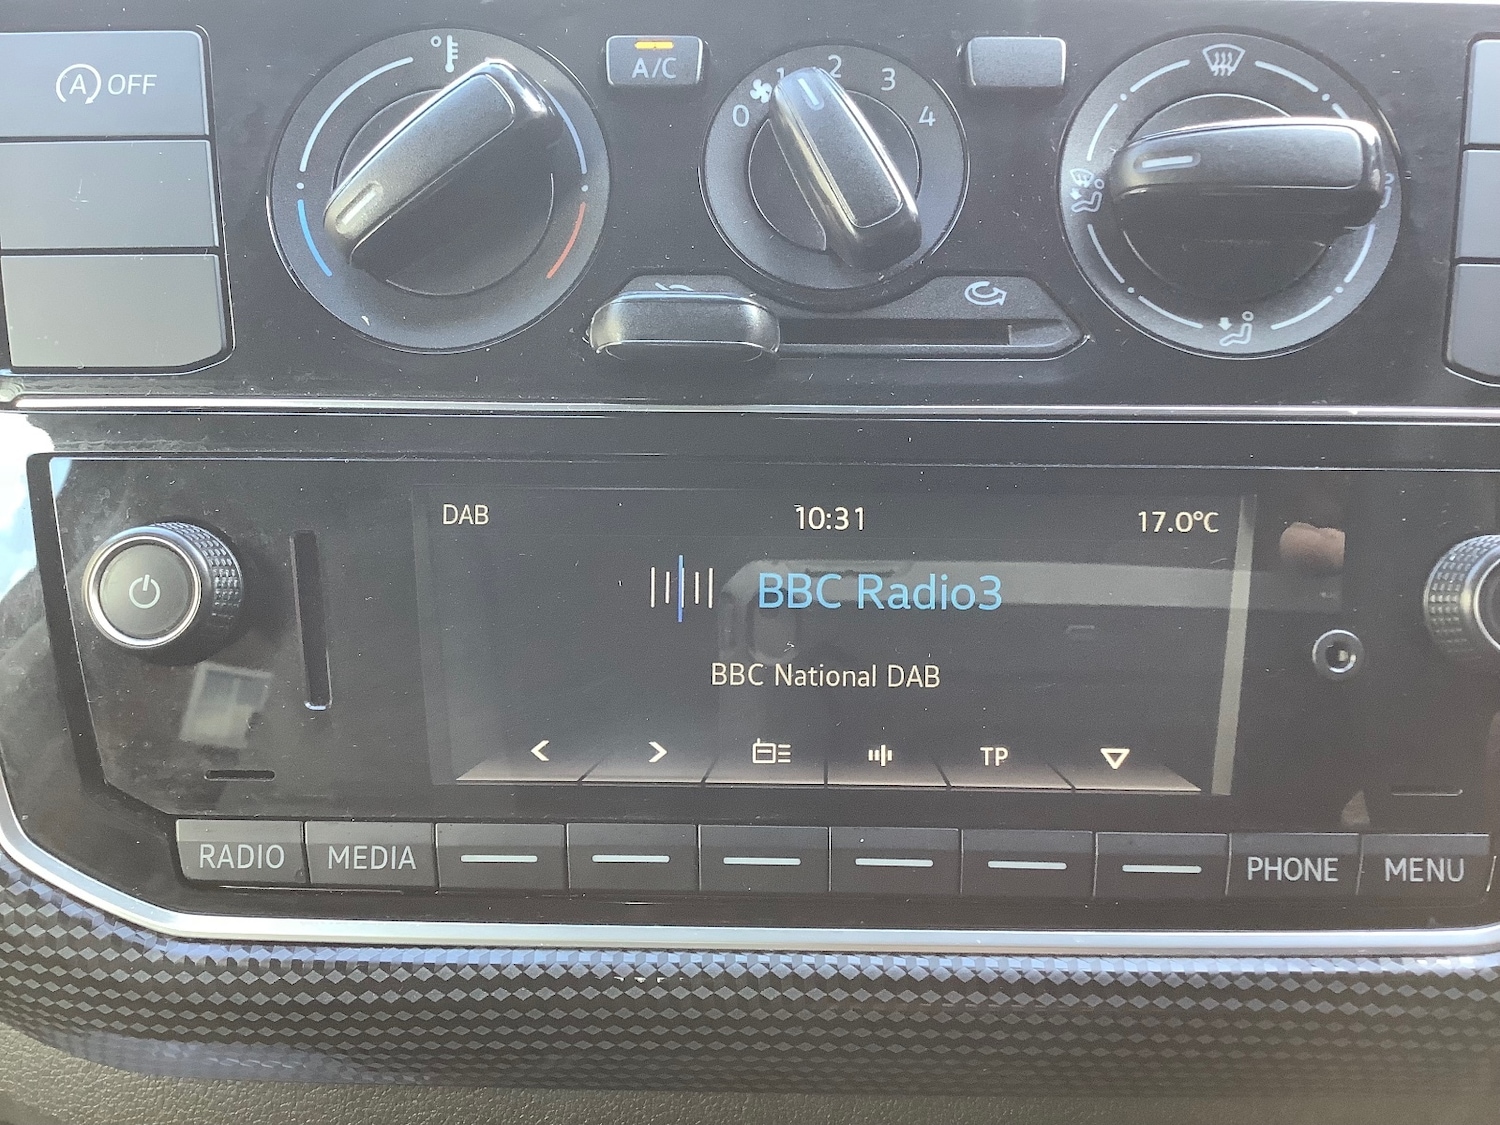 A OFF
A/C
0 1 2 3 4
DAB 10:31 17.0°C
BBC Radio3
BBC National DAB
TP
RADIO MEDIA PHONE MENU